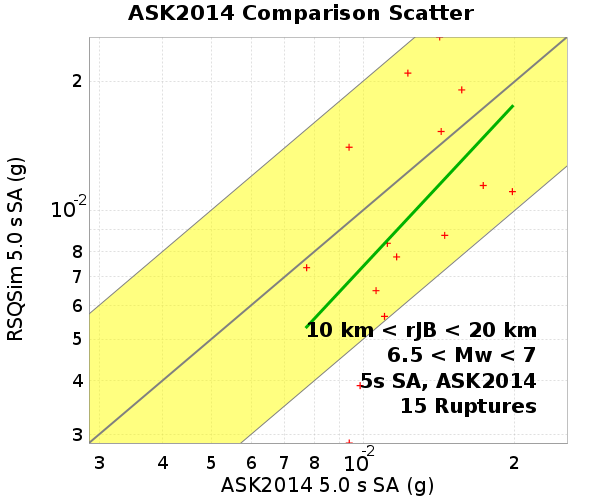 ASK2014 Comparison Scatter
RSQSim 5.0 s SA (g)
2
10-2
8
7
6
5
4
3
10 km < rJB < 20 km
6.5 < Mw < 7
5s SA, ASK2014
15 Ruptures
3 4 5 6 7 8 10-2 2
ASK2014 5.0 s SA (g)